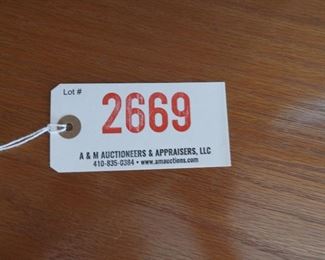 Lot #
2669
A & M AUCTIONEERS & APPRAISERS, LLC
410-835-0384 • www.amauctions.com